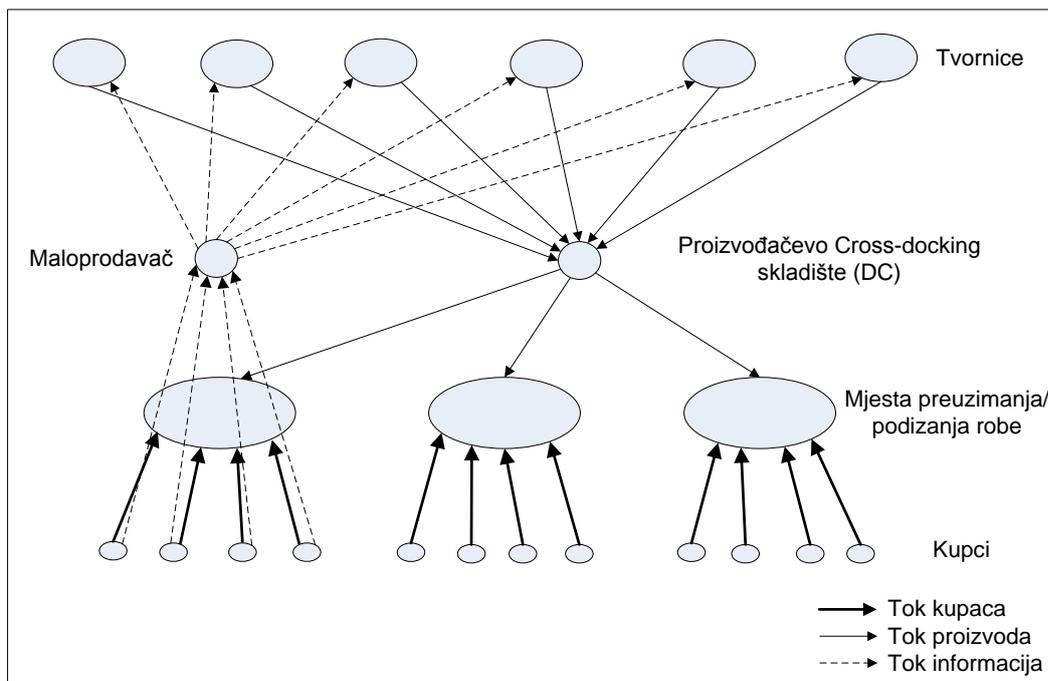 Tvornice
Maloprodavač
Proizvođačevo Cross-docking
skladište (DC)
Mjesta preuzimanja/
podizanja robe
Kupci
Tok kupaca
Tok proizvoda
Tok informacija